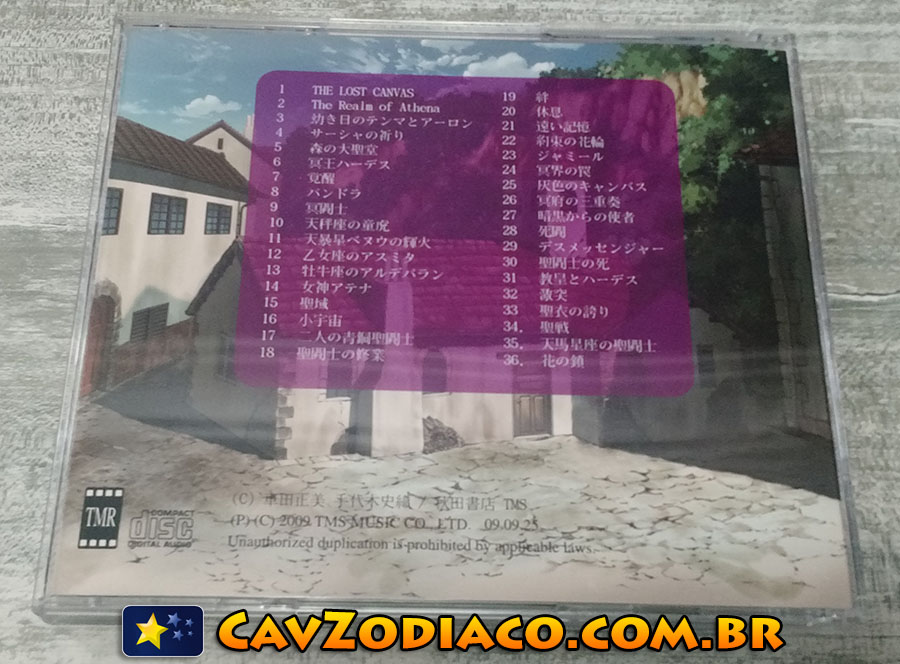 1 THE LOST CANVAS
2 The Realm of Athena
3 幼き日のテンマとアーロン
4 サーシャの祈り
5 森の大聖堂
6 冥王ハーデス
7 覚醒
8 パンドラ
9 冥闘士
10 天秤座の童虎
11 天暴星ベヌウの輝火
12 乙女座のアスミタ
13 牡牛座のアルデバラン
14 女神アテナ
15 聖域
16 小宇宙
17 二人の青銅聖闘士
18 聖闘士の修業
19 絆
20 休息
21 遠い記憶
22 約束の花輪
23 ジャミール
24 冥界の罠
25 灰色のキャンバス
26 冥府の三重奏
27 暗黒からの使者
28 死闘
29 デスメッセンジャー
30 聖闘士の死
31 教皇とハーデス
32 激突
33 聖衣の誇り
34. 聖戦
35. 天馬星座の聖闘士
36. 花の鎖
(C) 車田正美 手代木史織 / 秋田書店 TMS
(P) (C) 2009 TMS MUSIC CO., LTD. 09.09.25
Unauthorized duplication is prohibited by applicable laws.
TMR
COMPACT
disc
DIGITAL AUDIO
CAVZODIACO.COM.BR